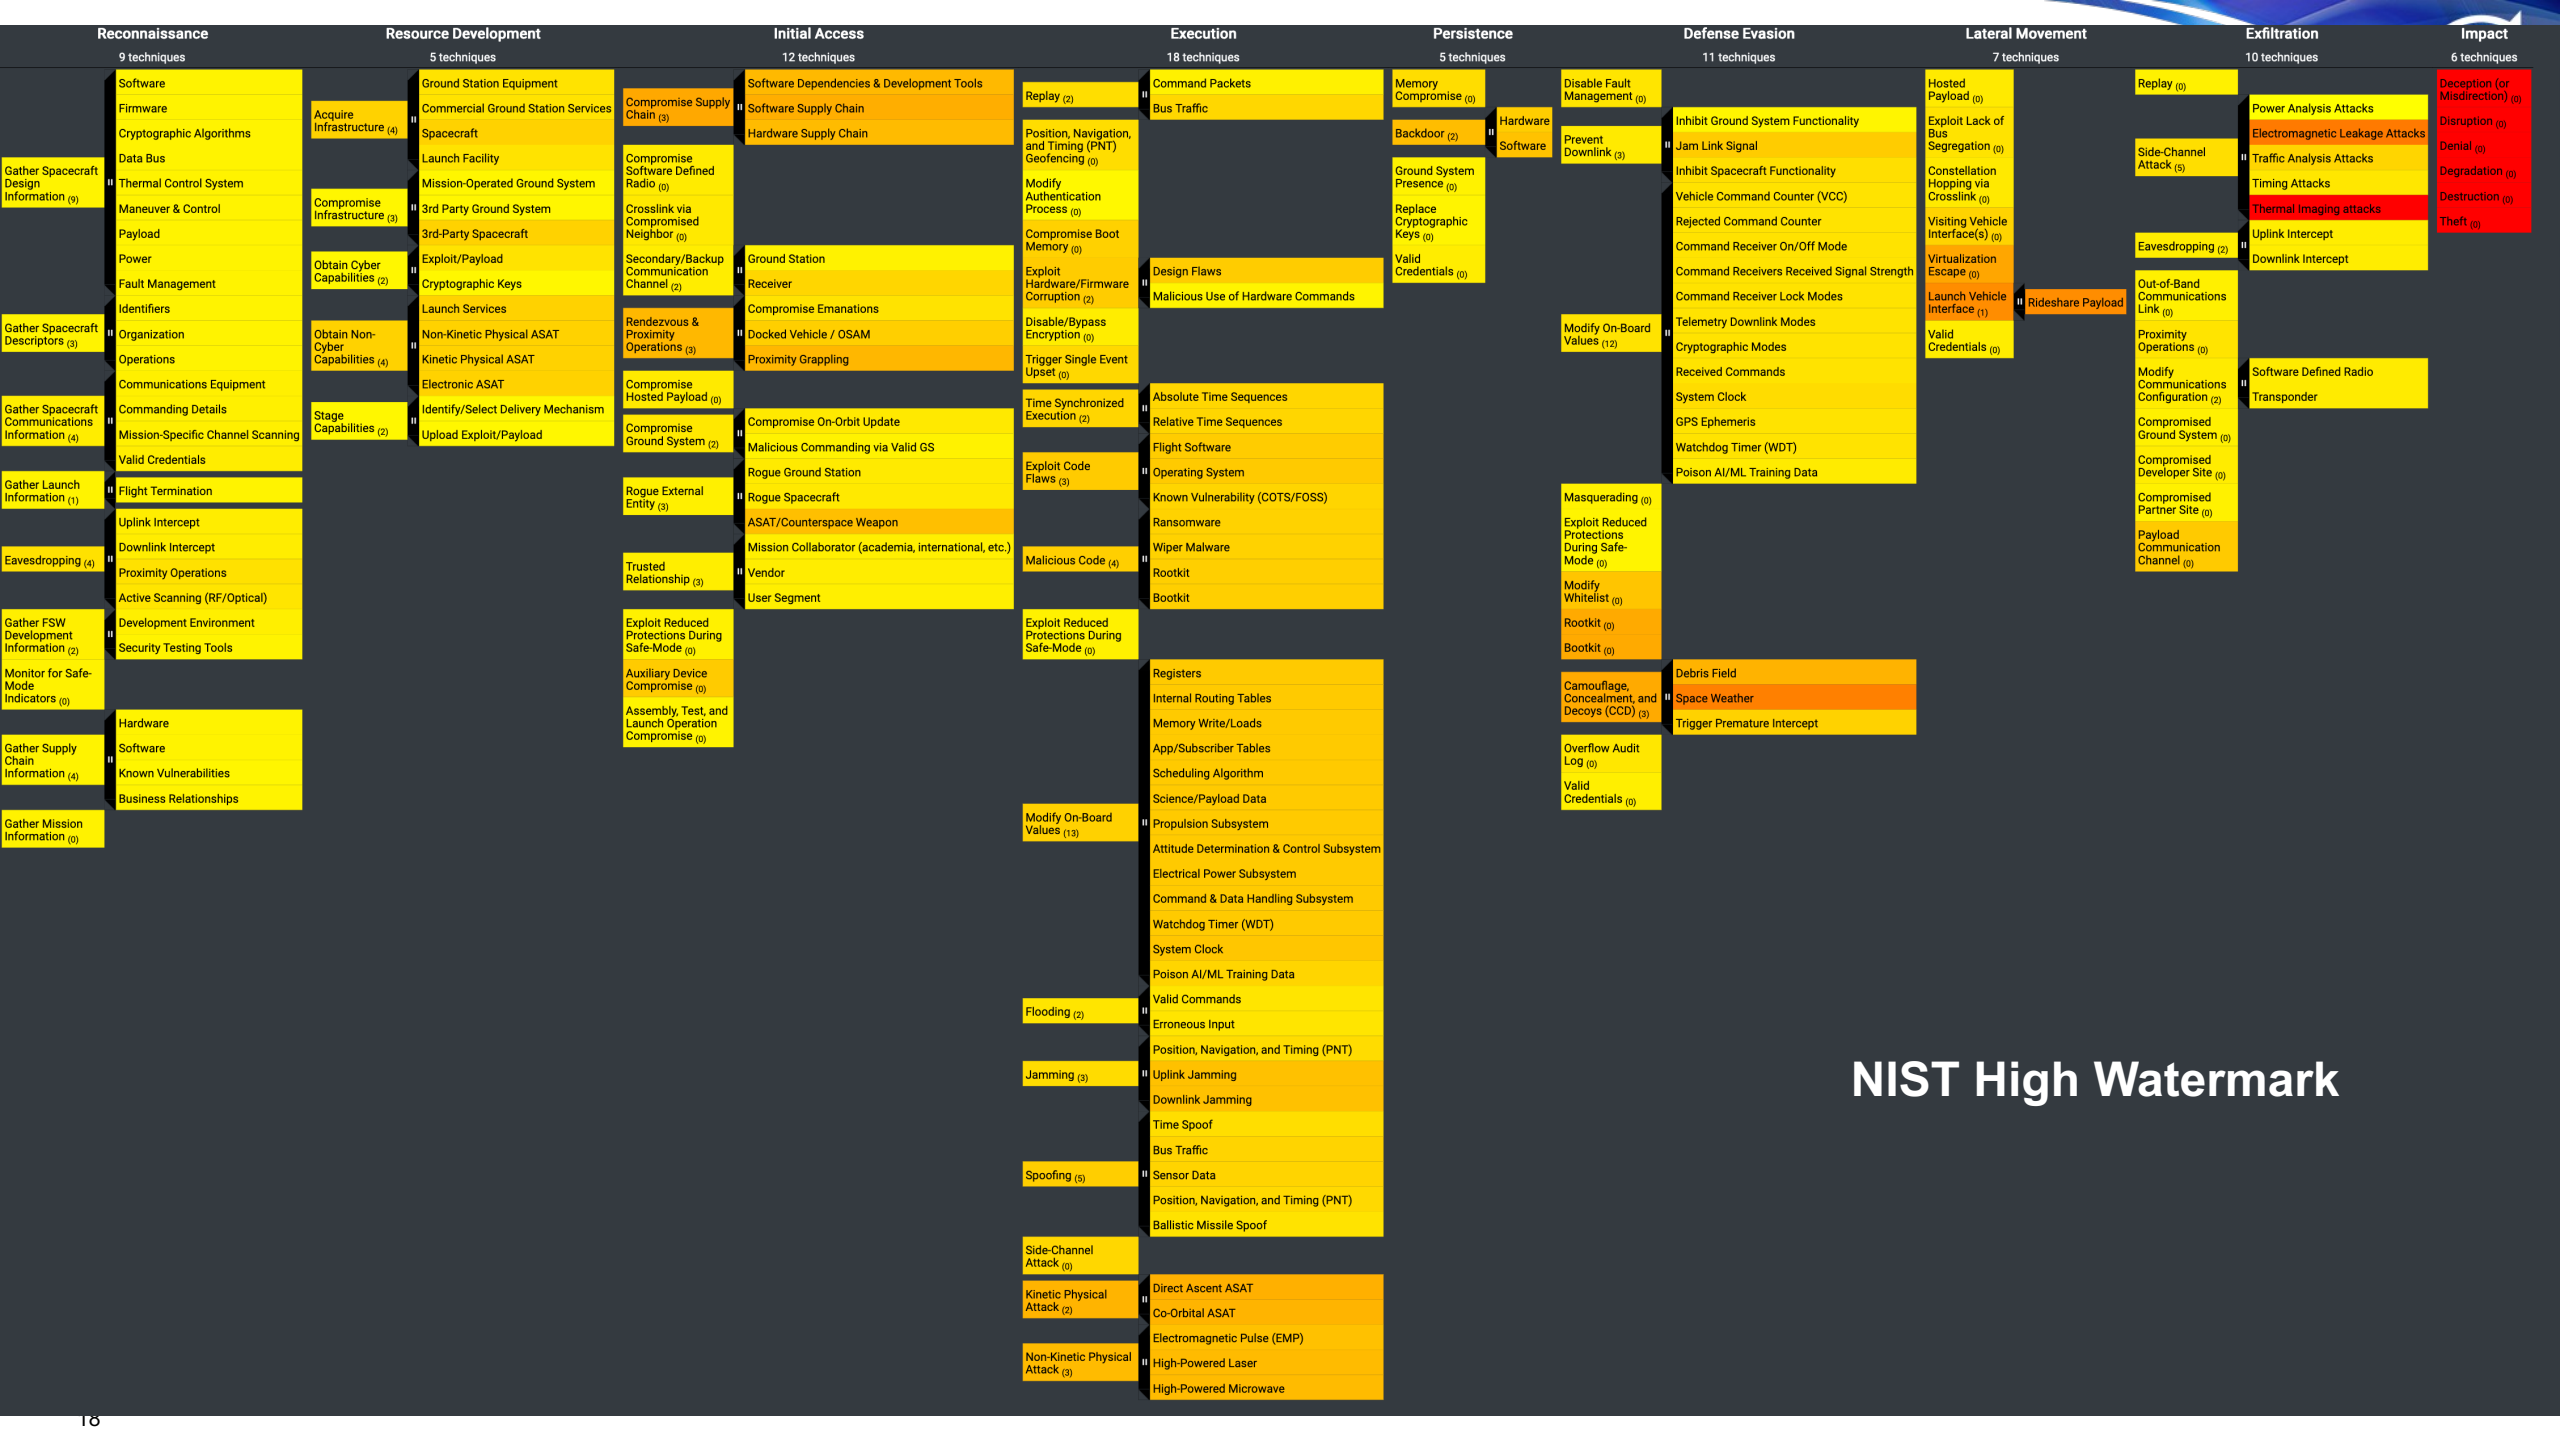 Reconnaissance
9 techniques
Gather Spacecraft
Design
Information (9)
Software
Firmware
Cryptographic Algorithms
Data Bus
Thermal Control System
Maneuver & Control
Payload
Power
Fault Management
Gather Spacecraft
Descriptors (3)
Identifiers
Organization
Operations
Gather Spacecraft
Communications
Information (4)
Communications Equipment
Commanding Details
Mission-Specific Channel Scanning
Valid Credentials
Gather Launch
Information (1)
Flight Termination
Eavesdropping (4)
Uplink Intercept
Downlink Intercept
Proximity Operations
Active Scanning (RF/Optical)
Gather FSW
Development
Information (2)
Development Environment
Security Testing Tools
Monitor for Safe-
Mode
Indicators (0)
Gather Supply
Chain
Information (4)
Hardware
Software
Known Vulnerabilities
Business Relationships
Gather Mission
Information (0)
Resource Development
5 techniques
Acquire
Infrastructure (4)
Ground Station Equipment
Commercial Ground Station Services
Spacecraft
Launch Facility
Compromise
Infrastructure (3)
Mission-Operated Ground System
3rd Party Ground System
3rd-Party Spacecraft
Obtain Cyber
Capabilities (2)
Exploit/Payload
Cryptographic Keys
Obtain Non-
Cyber
Capabilities (4)
Launch Services
Non-Kinetic Physical ASAT
Kinetic Physical ASAT
Electronic ASAT
Stage
Capabilities (2)
Identify/Select Delivery Mechanism
Upload Exploit/Payload
Initial Access
12 techniques
Compromise Supply
Chain (3)
Software Dependencies & Development Tools
Software Supply Chain
Hardware Supply Chain
Compromise
Software Defined
Radio (0)
Crosslink via
Compromised
Neighbor (0)
Secondary/Backup
Communication
Channel (2)
Ground Station
Receiver
Rendezvous &
Proximity
Operations (3)
Compromise Emanations
Docked Vehicle / OSAM
Proximity Grappling
Compromise
Hosted Payload (0)
Compromise
Ground System (2)
Compromise On-Orbit Update
Malicious Commanding via Valid GS
Rogue External
Entity (3)
Rogue Ground Station
Rogue Spacecraft
ASAT/Counterspace Weapon
Trusted
Relationship (3)
Mission Collaborator (academia, international, etc.)
Vendor
User Segment
Exploit Reduced
Protections During
Safe-Mode (0)
Auxiliary Device
Compromise (0)
Assembly, Test, and
Launch Operation
Compromise (0)
Execution
18 techniques
Replay (2)
Command Packets
Bus Traffic
Position, Navigation,
and Timing (PNT)
Geofencing (0)
Modify
Authentication
Process (0)
Compromise Boot
Memory (0)
Exploit
Hardware/Firmware
Corruption (2)
Design Flaws
Malicious Use of Hardware Commands
Disable/Bypass
Encryption (0)
Trigger Single Event
Upset (0)
Time Synchronized
Execution (2)
Absolute Time Sequences
Relative Time Sequences
Exploit Code
Flaws (3)
Flight Software
Operating System
Known Vulnerability (COTS/FOSS)
Malicious Code (4)
Ransomware
Wiper Malware
Rootkit
Bootkit
Exploit Reduced
Protections During
Safe-Mode (0)
Modify On-Board
Values (13)
Registers
Internal Routing Tables
Memory Write/Loads
App/Subscriber Tables
Scheduling Algorithm
Science/Payload Data
Propulsion Subsystem
Attitude Determination & Control Subsystem
Electrical Power Subsystem
Command & Data Handling Subsystem
Watchdog Timer (WDT)
System Clock
Poison AI/ML Training Data
Flooding (2)
Valid Commands
Erroneous Input
Jamming (3)
Position, Navigation, and Timing (PNT)
Uplink Jamming
Downlink Jamming
Spoofing (5)
Time Spoof
Bus Traffic
Sensor Data
Position, Navigation, and Timing (PNT)
Ballistic Missile Spoof
Side-Channel
Attack (0)
Kinetic Physical
Attack (2)
Direct Ascent ASAT
Co-Orbital ASAT
Non-Kinetic Physical
Attack (3)
Electromagnetic Pulse (EMP)
High-Powered Laser
High-Powered Microwave
Persistence
5 techniques
Memory
Compromise (0)
Backdoor (2)
Hardware
Software
Ground System
Presence (0)
Replace
Cryptographic
Keys (0)
Valid
Credentials (0)
Defense Evasion
11 techniques
Disable Fault
Management (0)
Prevent
Downlink (3)
Inhibit Ground System Functionality
Jam Link Signal
Inhibit Spacecraft Functionality
Modify On-Board
Values (12)
Vehicle Command Counter (VCC)
Rejected Command Counter
Command Receiver On/Off Mode
Command Receivers Received Signal Strength
Command Receiver Lock Modes
Telemetry Downlink Modes
Cryptographic Modes
Received Commands
System Clock
GPS Ephemeris
Watchdog Timer (WDT)
Poison AI/ML Training Data
Masquerading (0)
Exploit Reduced
Protections
During Safe-
Mode (0)
Modify
Whitelist (0)
Rootkit (0)
Bootkit (0)
Camouflage,
Concealment, and
Decoys (CCD) (3)
Debris Field
Space Weather
Trigger Premature Intercept
Overflow Audit
Log (0)
Valid
Credentials (0)
Lateral Movement
7 techniques
Hosted
Payload (0)
Exploit Lack of
Bus
Segregation (0)
Constellation
Hopping via
Crosslink (0)
Visiting Vehicle
Interface(s) (0)
Virtualization
Escape (0)
Launch Vehicle
Interface (1)
Rideshare Payload
Valid
Credentials (0)
Exfiltration
10 techniques
Replay (0)
Side-Channel
Attack (5)
Power Analysis Attacks
Electromagnetic Leakage Attacks
Traffic Analysis Attacks
Timing Attacks
Thermal Imaging attacks
Eavesdropping (2)
Uplink Intercept
Downlink Intercept
Out-of-Band
Communications
Link (0)
Proximity
Operations (0)
Modify
Communications
Configuration (2)
Software Defined Radio
Transponder
Compromised
Ground System (0)
Compromised
Developer Site (0)
Compromised
Partner Site (0)
Payload
Communication
Channel (0)
Impact
6 techniques
Deception (or
Misdirection) (0)
Disruption (0)
Denial (0)
Degradation (0)
Destruction (0)
Theft (0)
NIST High Watermark
18